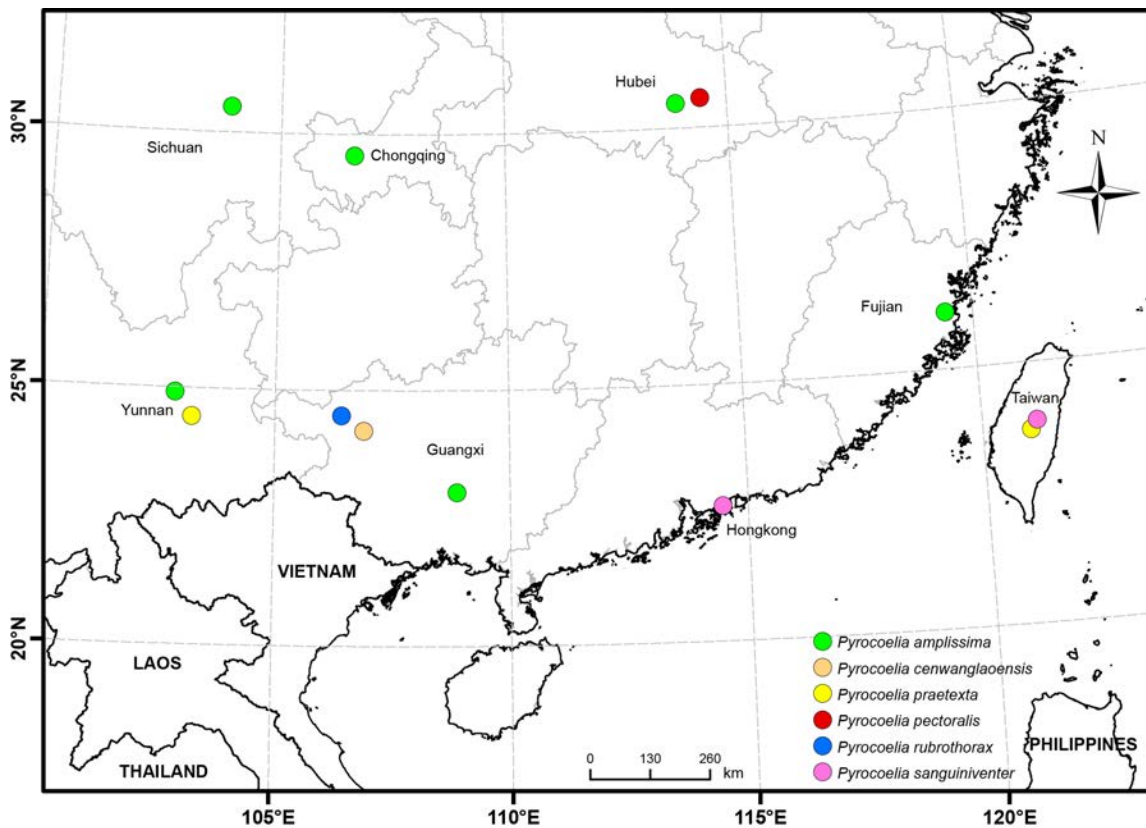 Hubei
30°N
Sichuan
Chongqing
N
Fujian
25°N
Yunnan
Taiwan
Guangxi
Hongkong
VIETNAM
20°N
LAOS
Pyrocoelia amplissima
Pyrocoelia cenwanglaoensis
Pyrocoelia praetexta
Pyrocoelia pectoralis
PHILIPPINES
Pyrocoelia rubrothorax
Pyrocoelia sanguiniventer
THAILAND
0 130 260
km
105°E 110°E 115°E 120°E